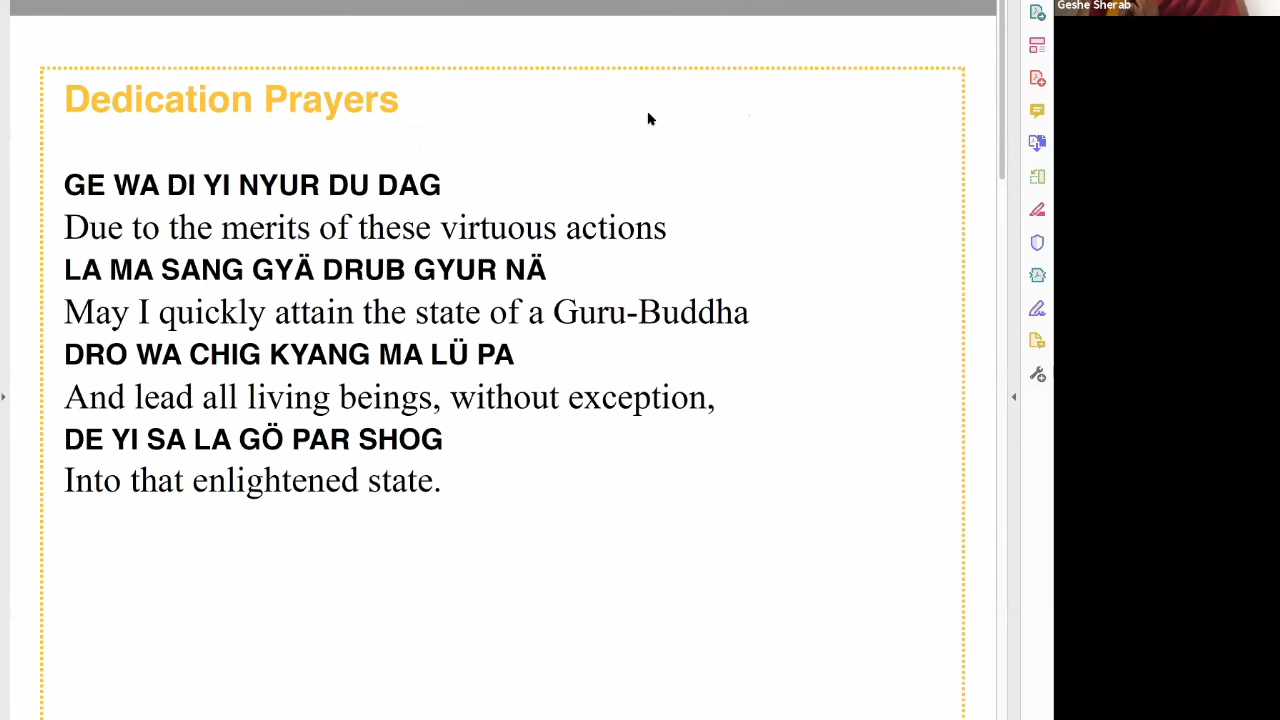 Geshe Sherab
Dedication Prayers
GE WA DI YI NYUR DU DAG
Due to the merits of these virtuous actions
LA MA SANG GYÄ DRUB GYUR NÄ
May I quickly attain the state of a Guru-Buddha
DRO WA CHIG KYANG MA LÜ PA
And lead all living beings, without exception,
DE YI SA LA GÖ PAR SHOG
Into that enlightened state.